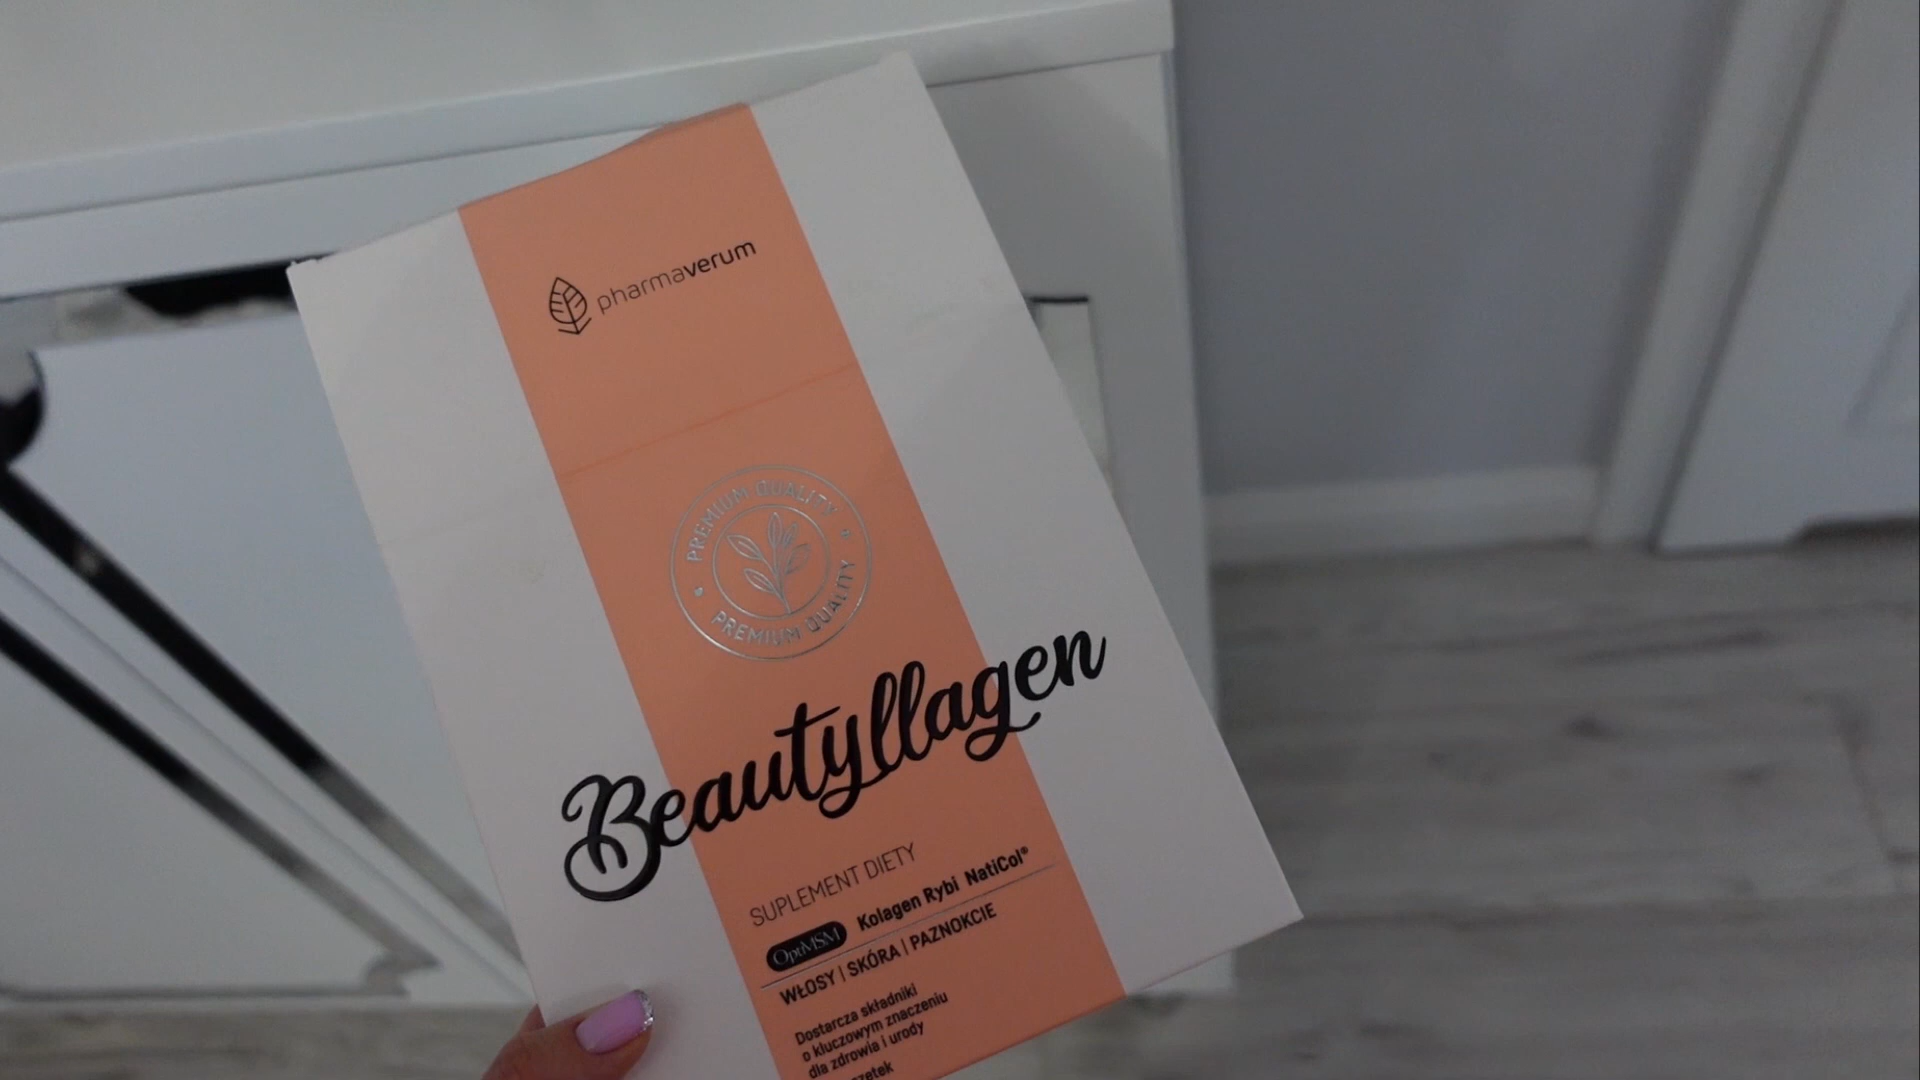 pharmaverum
PREMIUM QUALITY
PREMIUM QUALITY
Beautyllagen
SUPLEMENT DIETY
OptiMSM Kolagen Rybi NatiCol®
WŁOSY | SKÓRA | PAZNOKCIE
Dostarcza składniki
o kluczowym znaczeniu
dla zdrowia i urody